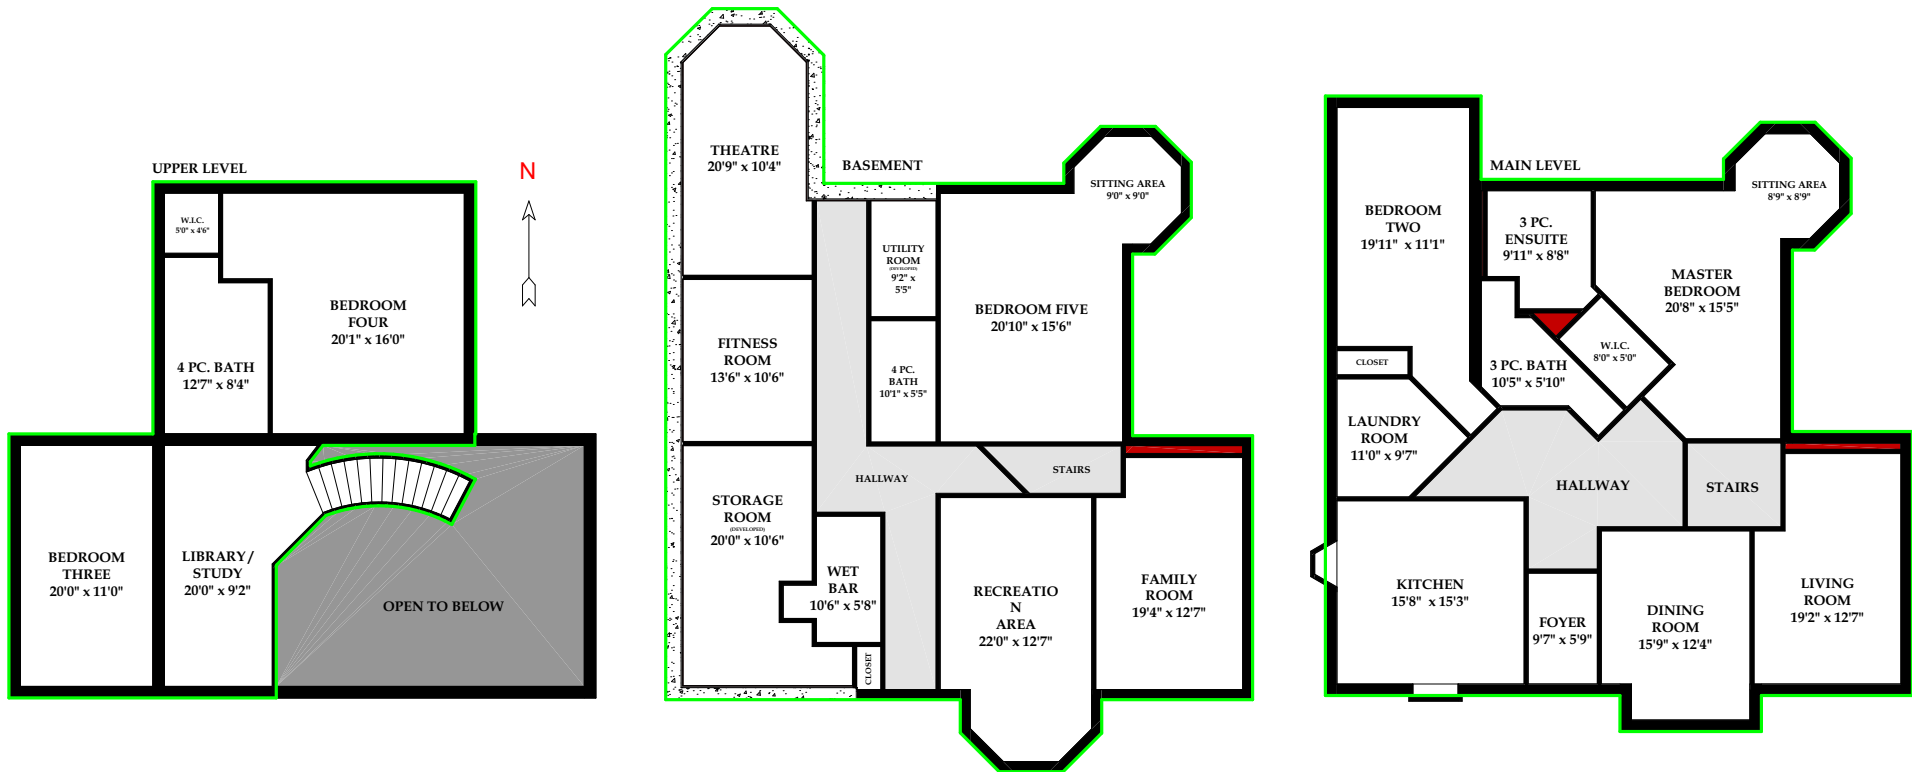 UPPER LEVEL
W.I.C.
5'0" x 4'6"
BEDROOM
FOUR
20'1" x 16'0"
4 PC. BATH
12'7" x 8'4"
BEDROOM
THREE
20'0" x 11'0"
LIBRARY/
STUDY
20'0" x 9'2"
OPEN TO BELOW
N
BASEMENT
THEATRE
20'9" x 10'4"
SITTING AREA
9'0" x 9'0"
UTILITY
ROOM
(DEVELOPED)
9'2" x
5'5"
BEDROOM FIVE
20'10" x 15'6"
FITNESS
ROOM
13'6" x 10'6"
4 PC.
BATH
10'1" x 5'5"
HALLWAY
STAIRS
STORAGE
ROOM
(DEVELOPED)
20'0" x 10'6"
WET
BAR
10'6" x 5'8"
CLOSET
RECREATIO
N
AREA
22'0" x 12'7"
FAMILY
ROOM
19'4" x 12'7"
MAIN LEVEL
BEDROOM
TWO
19'11" x 11'1"
3 PC.
ENSUITE
9'11" x 8'8"
SITTING AREA
8'9" x 8'9"
MASTER
BEDROOM
20'8" x 15'5"
W.I.C.
8'0" x 5'0"
CLOSET
3 PC. BATH
10'5" x 5'10"
LAUNDRY
ROOM
11'0" x 9'7"
HALLWAY
STAIRS
KITCHEN
15'8" x 15'3"
FOYER
9'7" x 5'9"
DINING
ROOM
15'9" x 12'4"
LIVING
ROOM
19'2" x 12'7"